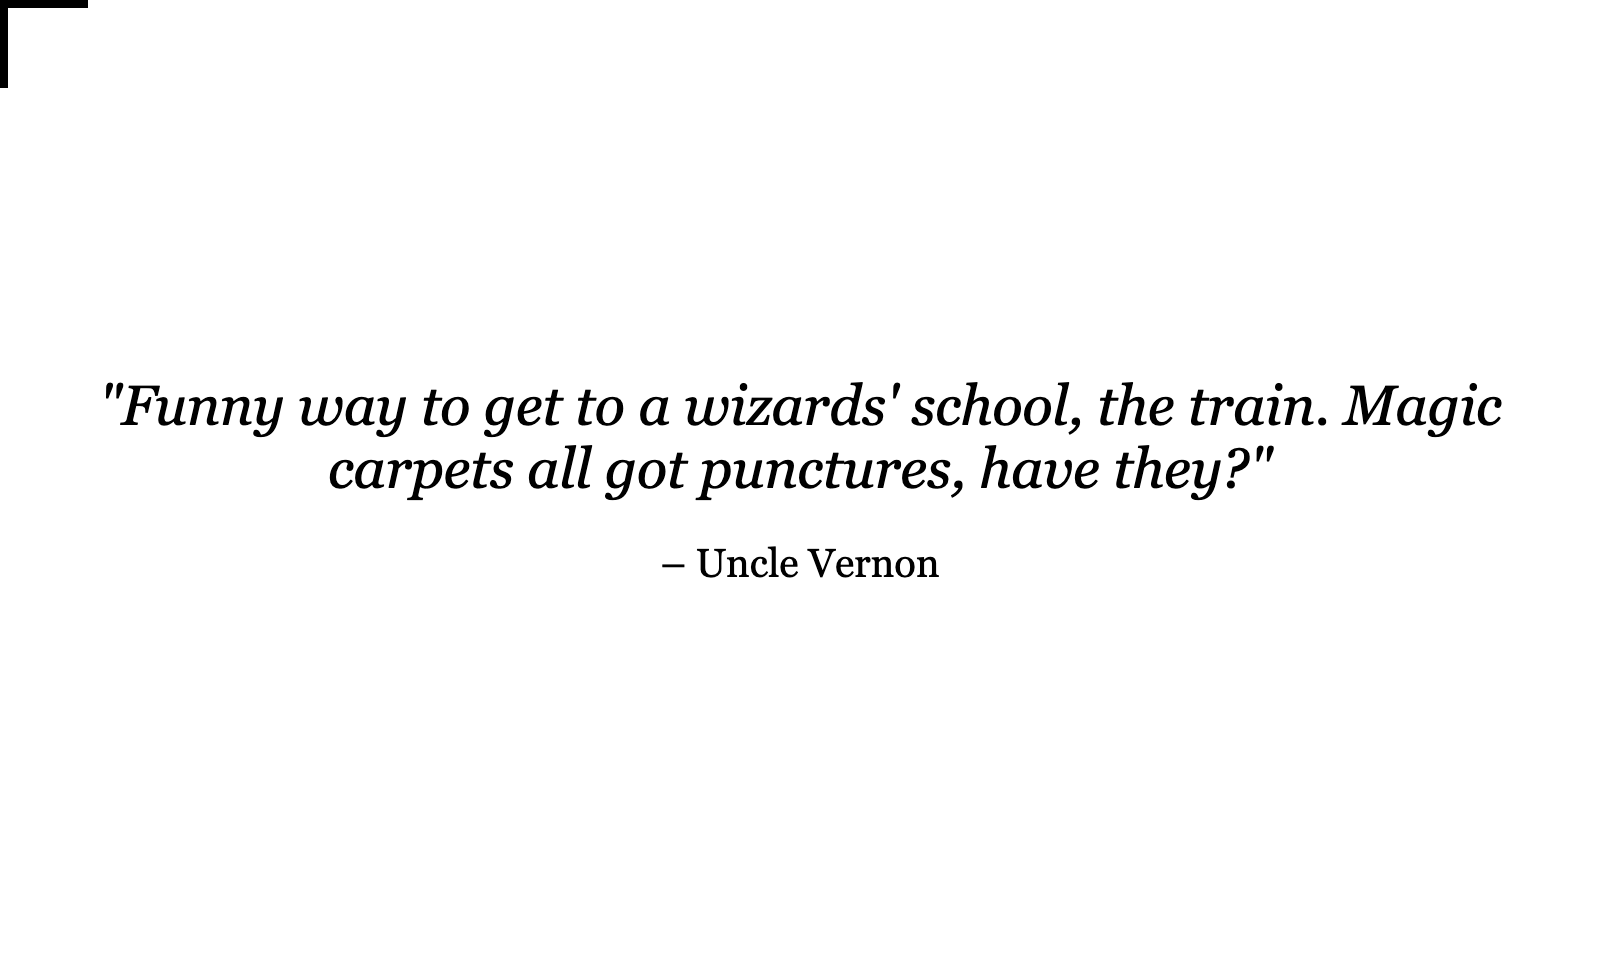 "Funny way to get to a wizards' school, the train. Magic
carpets all got punctures, have they?"
– Uncle Vernon